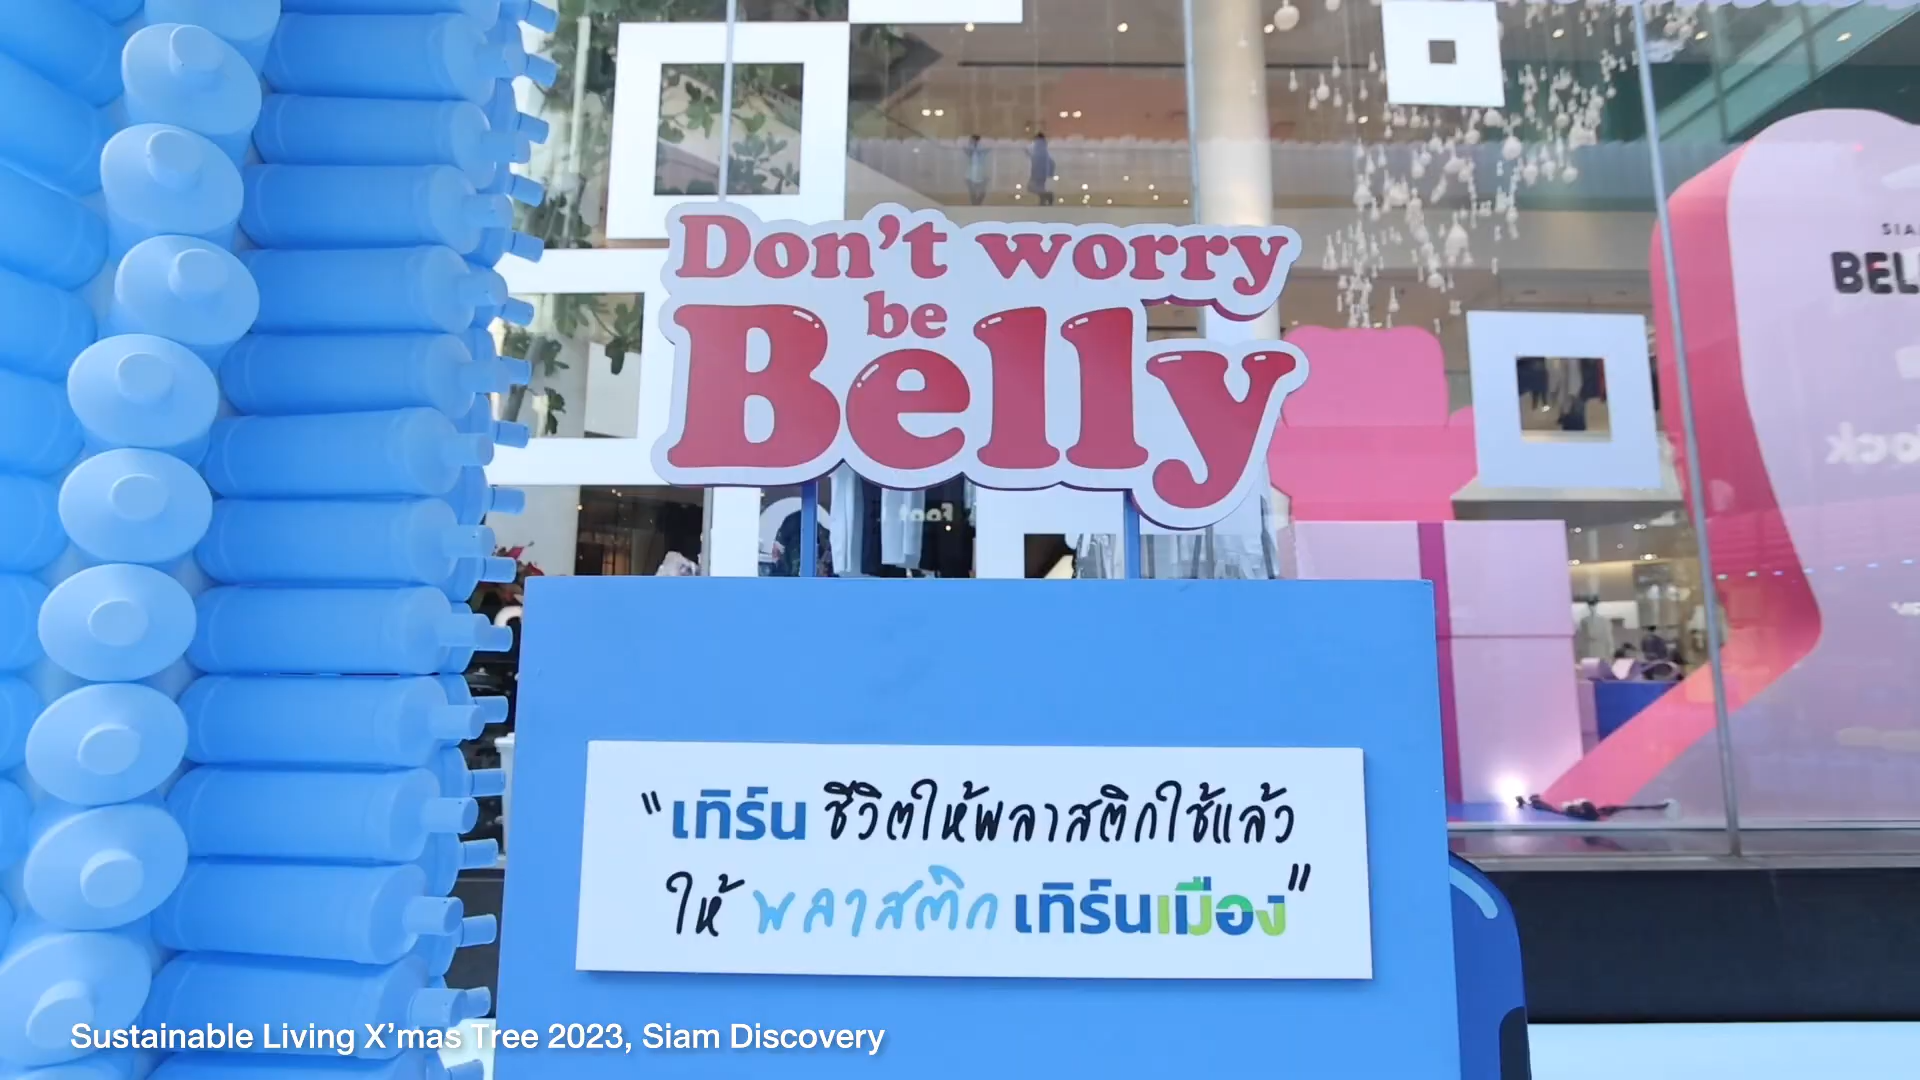 Don't worry
be
Belly
"เทิร์น ชีวิตให้พลาสติกใช้แล้ว
ให้ พลาสติก เทิร์นเมือง"
Sustainable Living X'mas Tree 2023, Siam Discovery